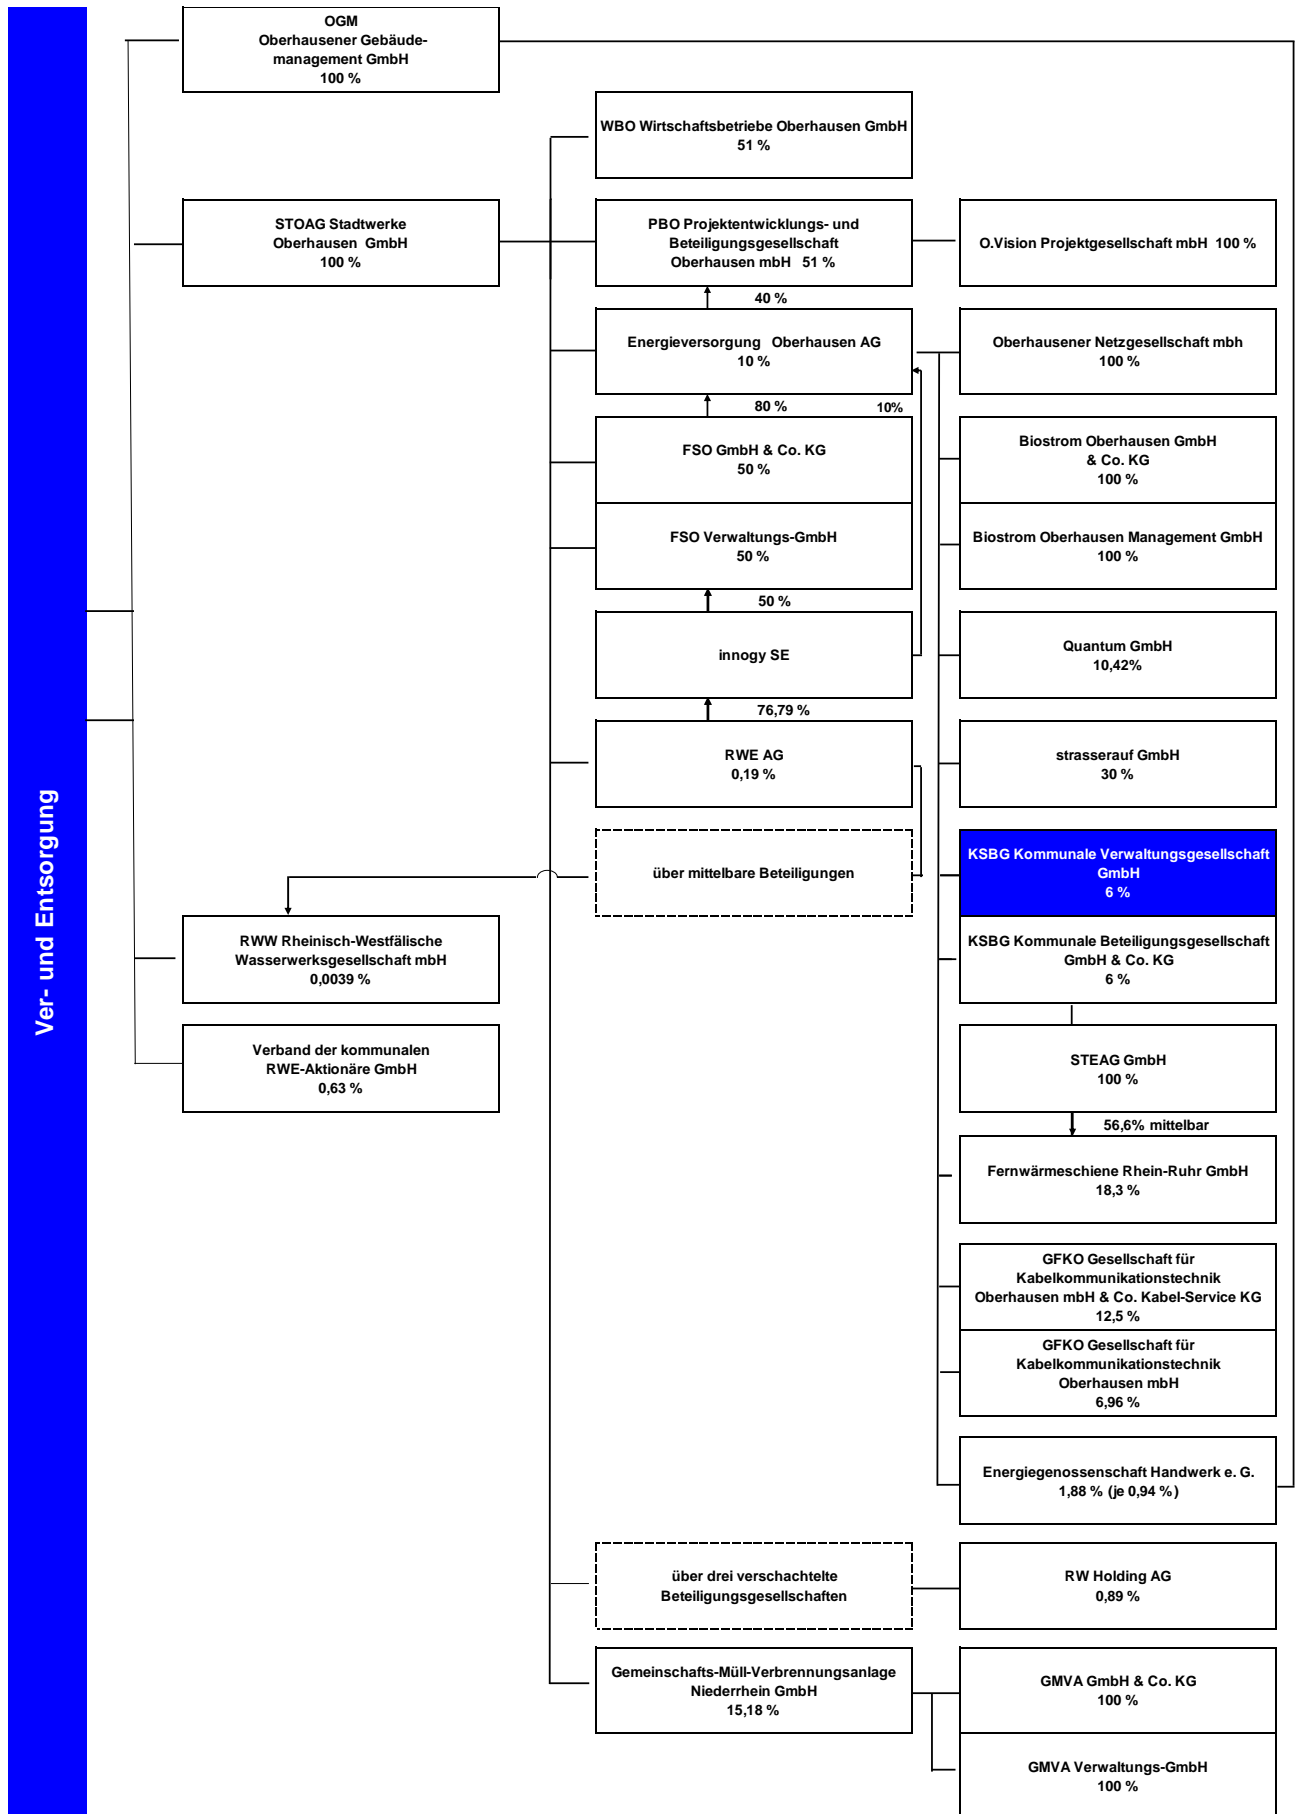 Ver- und Entsorgung
OGM
Oberhausener Gebäude-
management GmbH
100 %
WBO Wirtschaftsbetriebe Oberhausen GmbH
51 %
STOAG Stadtwerke
Oberhausen GmbH
100 %
PBO Projektentwicklungs- und
Beteiligungsgesellschaft
Oberhausen mbH 51 %
O.Vision Projektgesellschaft mbH 100 %
40 %
Energieversorgung Oberhausen AG
10 %
Oberhausener Netzgesellschaft mbh
100 %
80 %
10%
FSO GmbH & Co. KG
50 %
Biostrom Oberhausen GmbH
& Co. KG
100 %
FSO Verwaltungs-GmbH
50 %
Biostrom Oberhausen Management GmbH
100 %
50 %
innogy SE
Quantum GmbH
10,42%
76,79 %
RWE AG
0,19 %
strasserauf GmbH
30 %
über mittelbare Beteiligungen
KSBG Kommunale Verwaltungsgesellschaft
GmbH
6 %
RWW Rheinisch-Westfälische
Wasserwerksgesellschaft mbH
0,0039 %
KSBG Kommunale Beteiligungsgesellschaft
GmbH & Co. KG
6 %
Verband der kommunalen
RWE-Aktionäre GmbH
0,63 %
STEAG GmbH
100 %
56,6% mittelbar
Fernwärmeschiene Rhein-Ruhr GmbH
18,3 %
GFKO Gesellschaft für
Kabelkommunikationstechnik
Oberhausen mbH & Co. Kabel-Service KG
12,5 %
GFKO Gesellschaft für
Kabelkommunikationstechnik
Oberhausen mbH
6,96 %
Energiegenossenschaft Handwerk e. G.
1,88 % (je 0,94 %)
über drei verschachtelte
Beteiligungsgesellschaften
RW Holding AG
0,89 %
Gemeinschafts-Müll-Verbrennungsanlage
Niederrhein GmbH
15,18 %
GMVA GmbH & Co. KG
100 %
GMVA Verwaltungs-GmbH
100 %